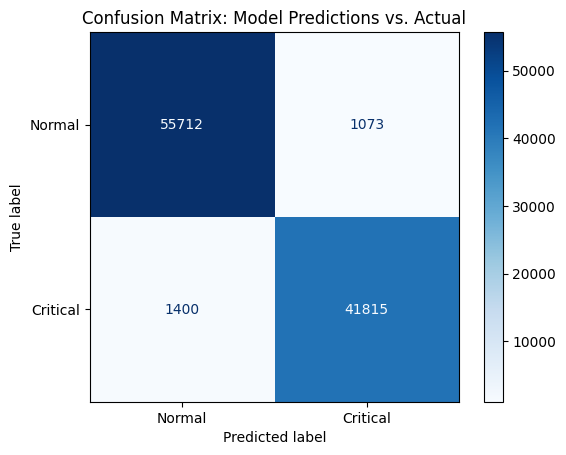 Confusion Matrix: Model Predictions vs. Actual
True label
Normal
55712
1073
Critical
1400
41815
Normal
Critical
Predicted label
50000
40000
30000
20000
10000